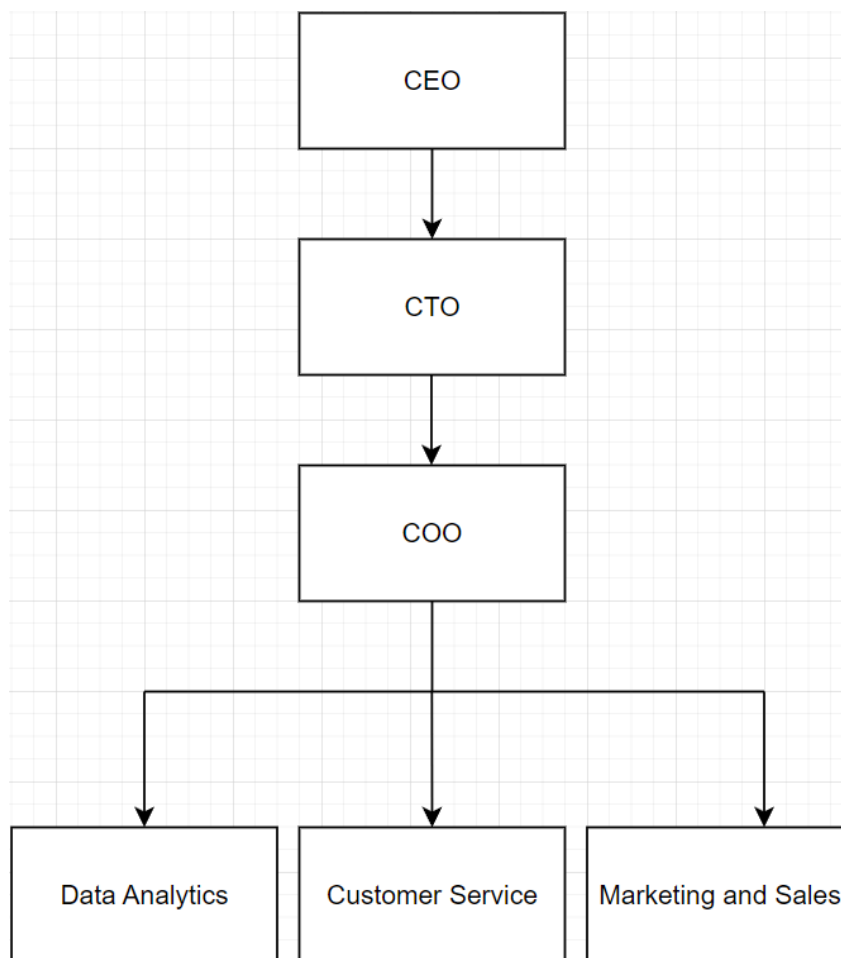 CEO
CTO
COO
Data Analytics
Customer Service
Marketing and Sales